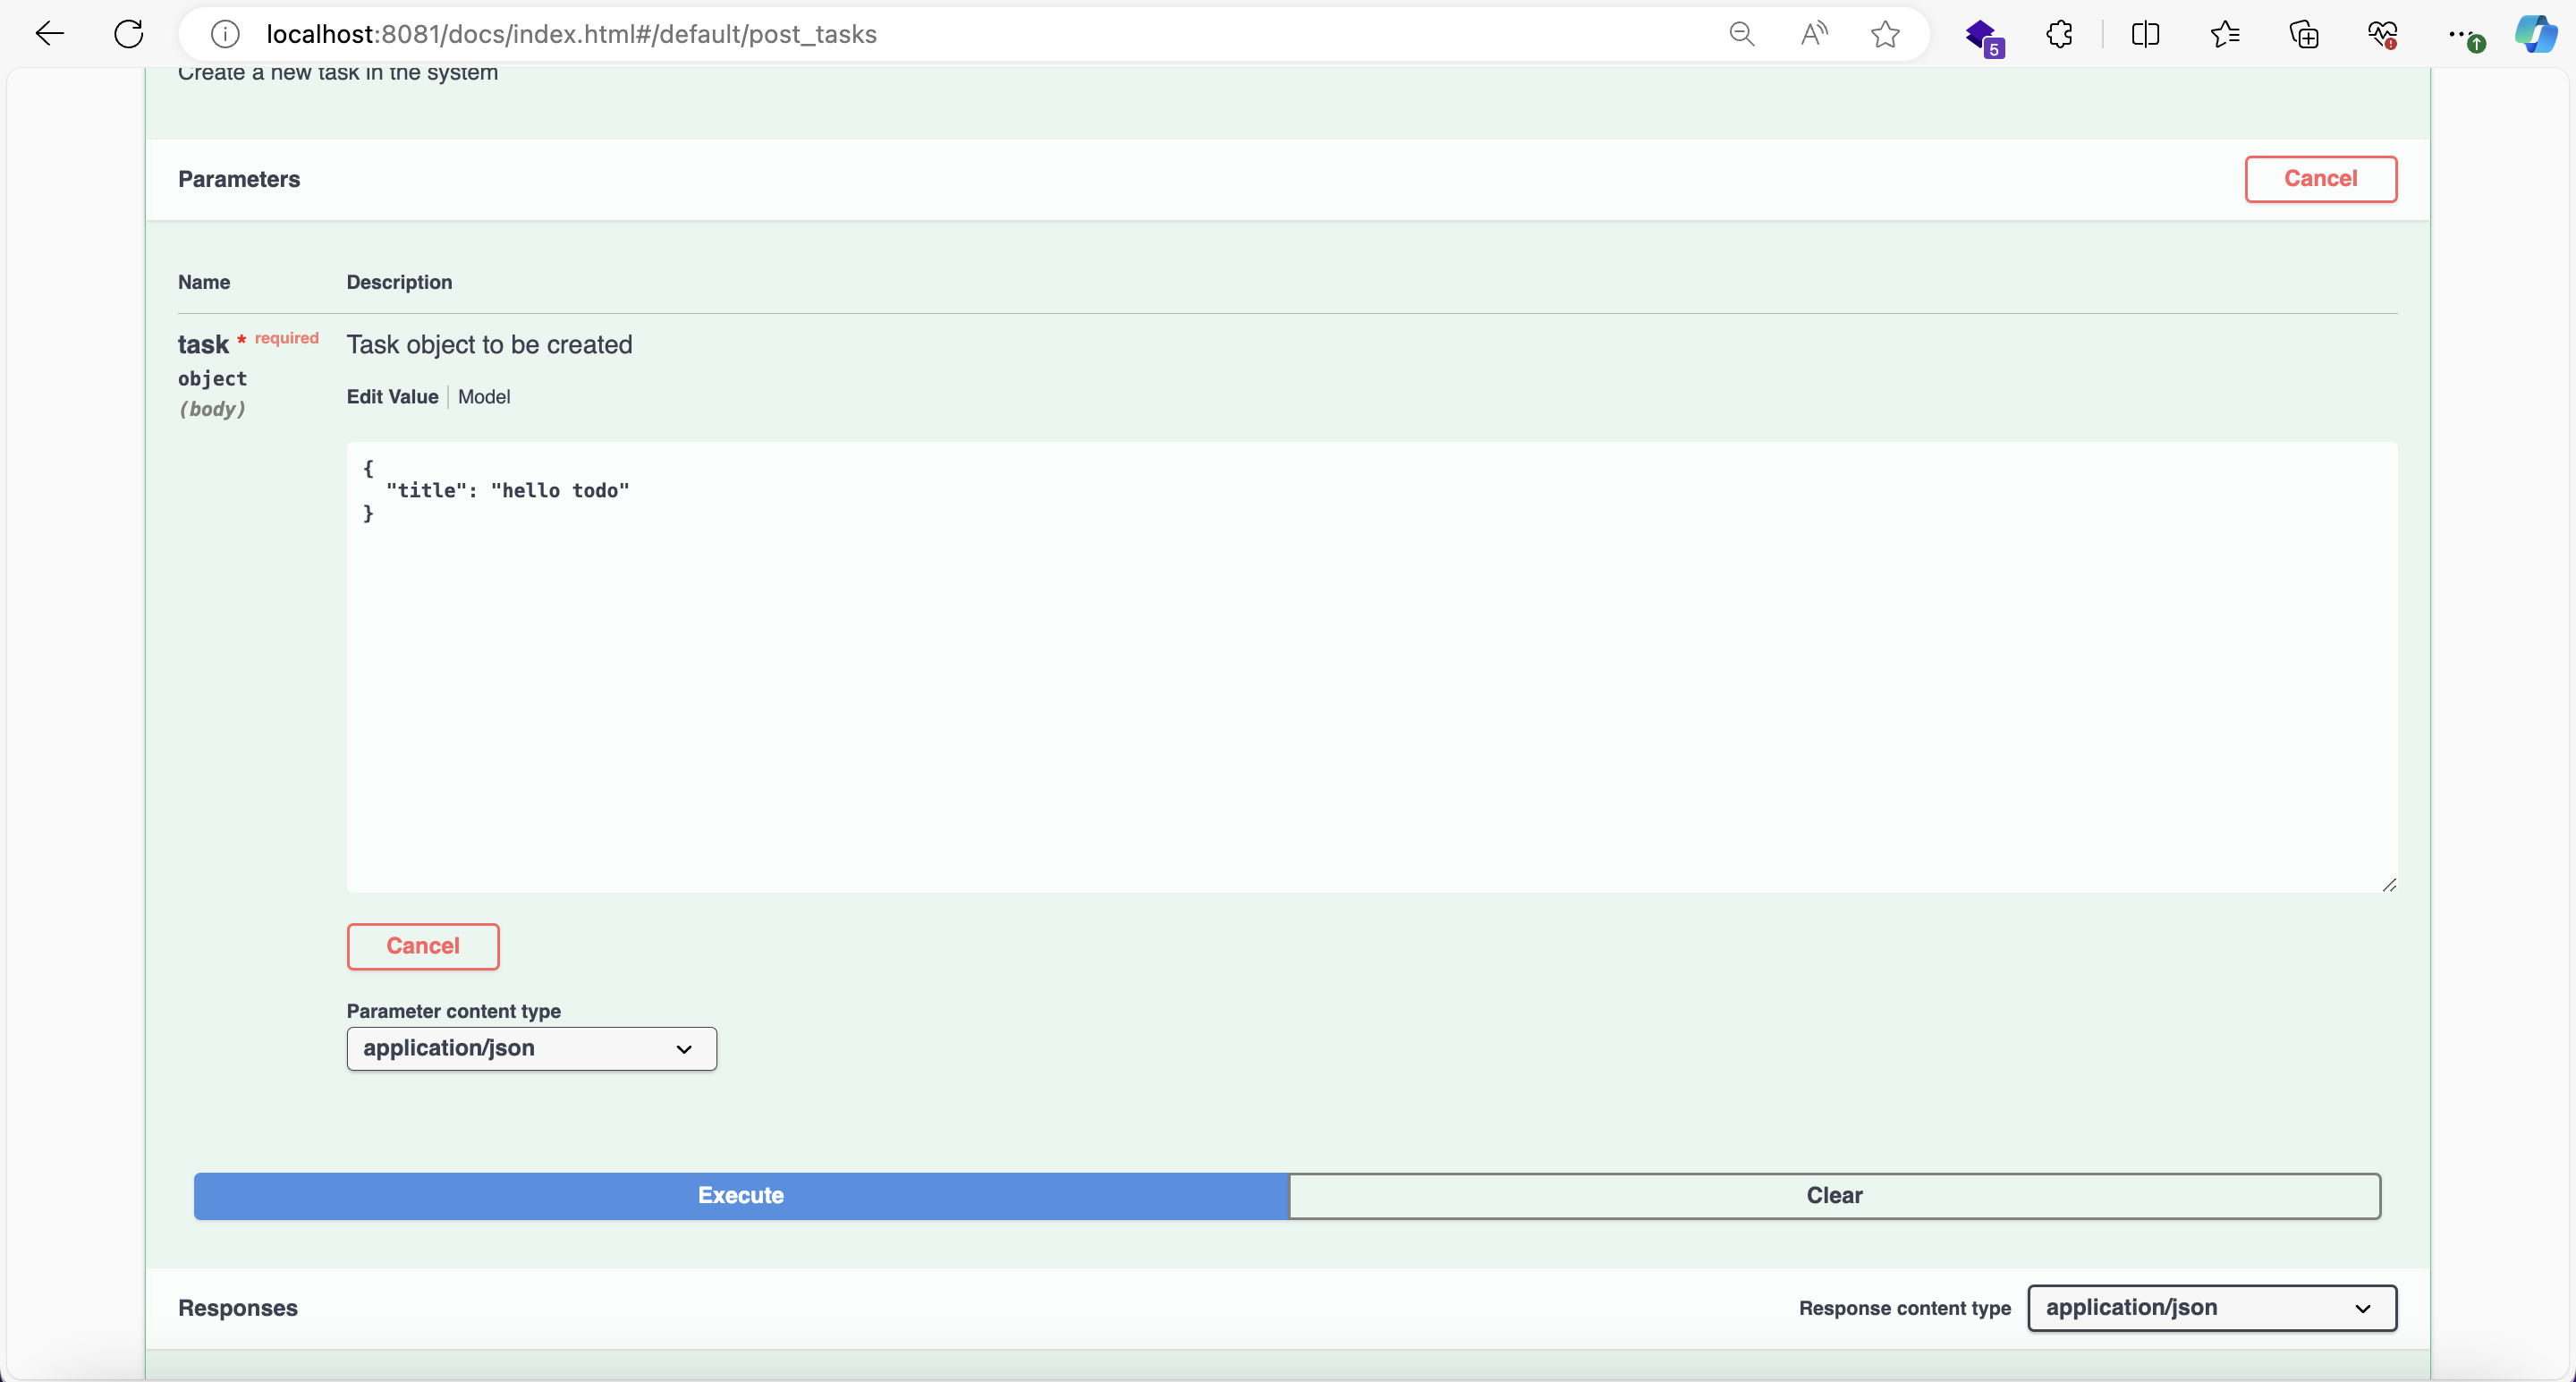 localhost:8081/docs/index.html#/default/post_tasks
5
Create a new task in the system
Parameters
Cancel
Name
Description
task * required
Task object to be created
object
Edit Value
Model
(body)
{
"title": "hello todo"
}
Cancel
Parameter content type
application/json
Execute
Clear
Responses
Response content type
application/json